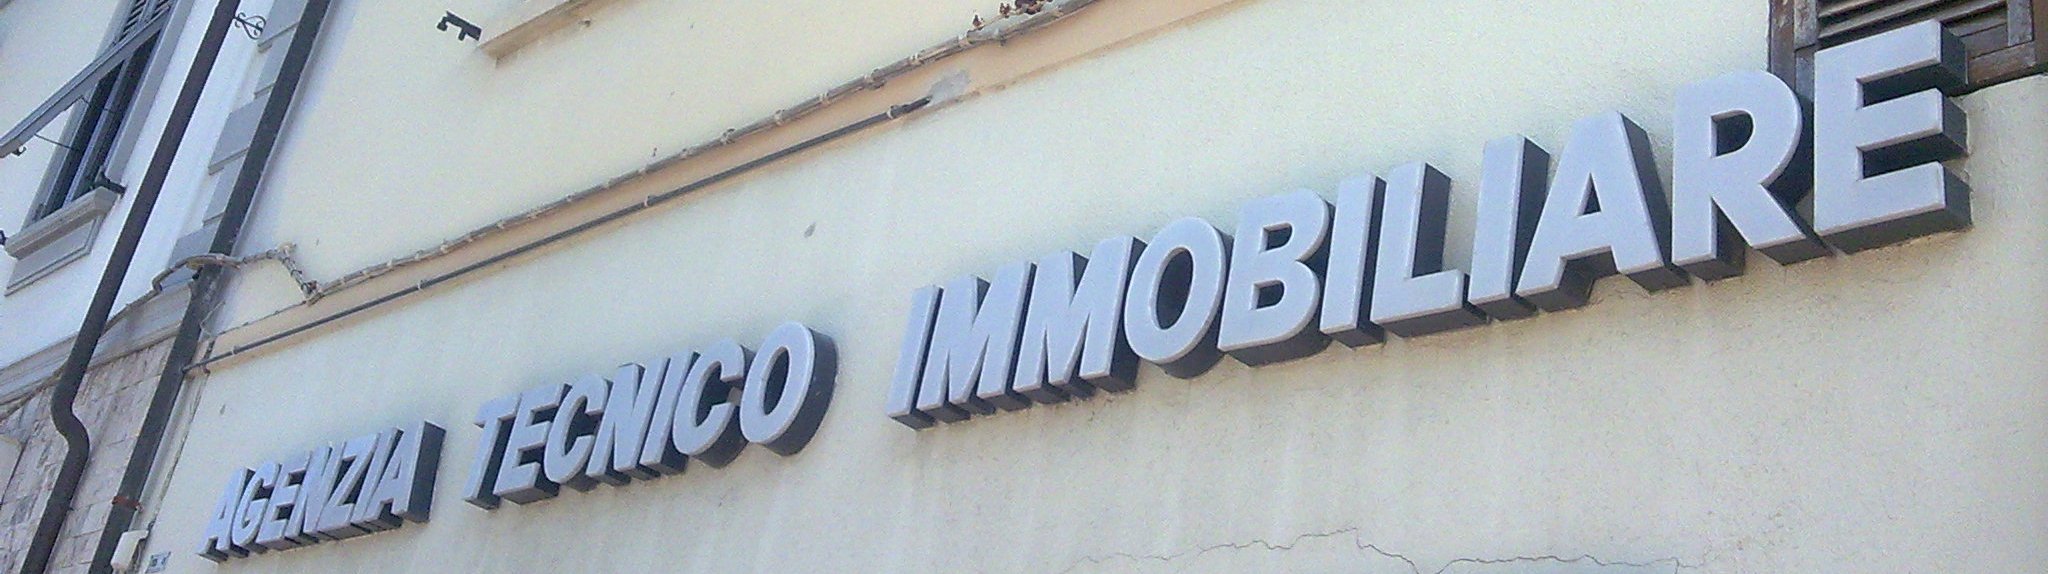 AGENZIA TECNICO IMMOBILIARE